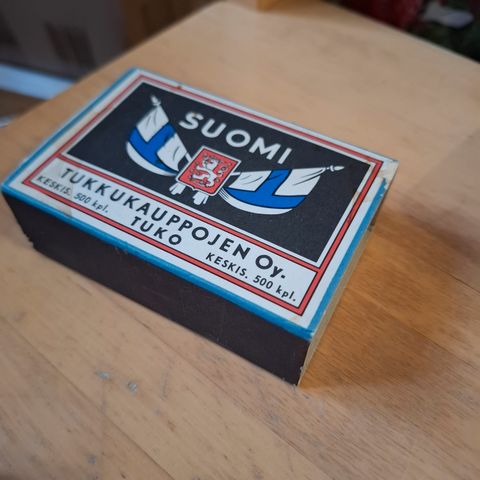 SUOMI
TUKKUKAUPPOJEN Oy.
KESKIS. 500 kpl.
TUKO
KESKIS. 500 kpl.